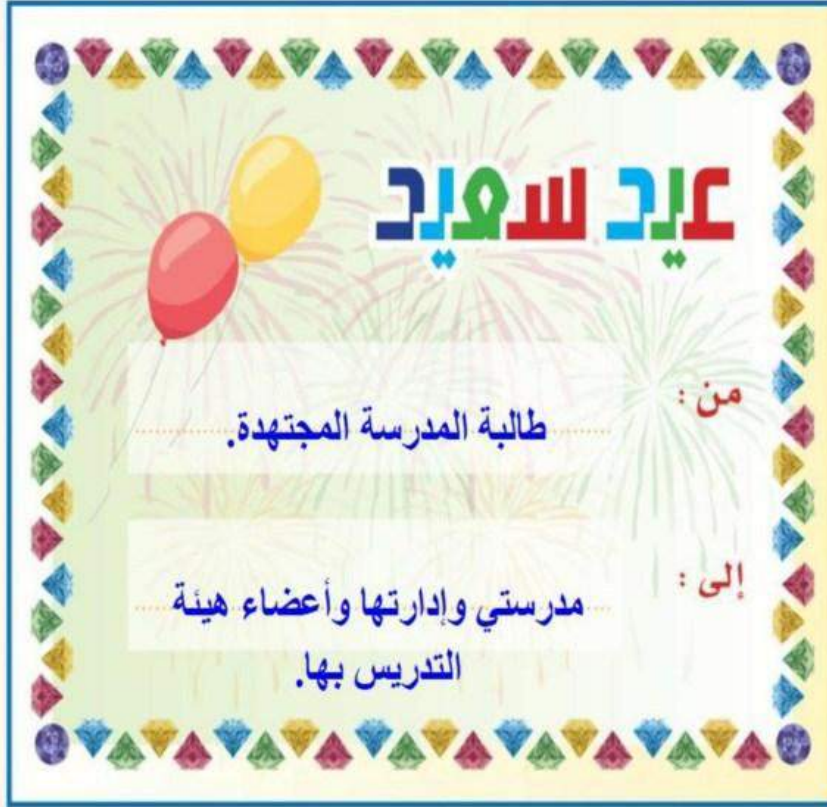 عيد سعيد
من :
طالبة المدرسة المجتهدة.
إلى :
مدرستي وإدارتها وأعضاء هيئة
التدريس بها.